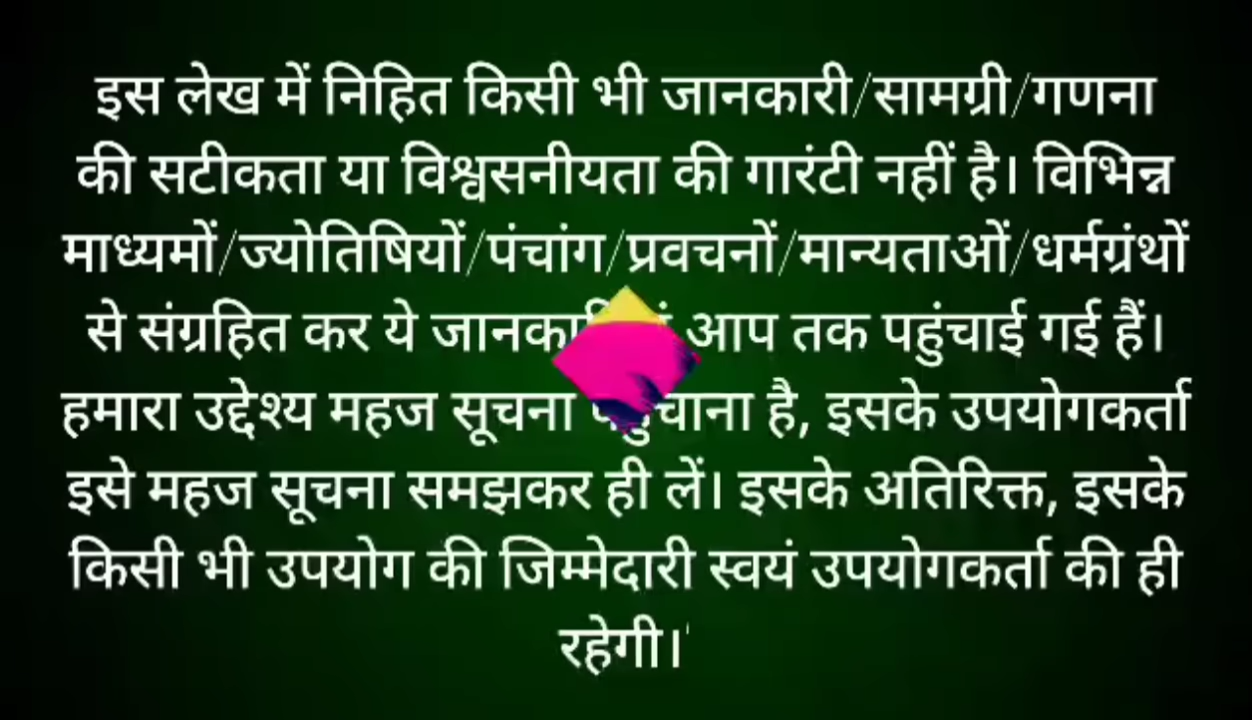 इस लेख में निहित किसी भी जानकारी/सामग्री/गणना
की सटीकता या विश्वसनीयता की गारंटी नहीं है। विभिन्न
माध्यमों/ज्योतिषियों/पंचांग/प्रवचनों/मान्यताओं/धर्मग्रंथों
से संग्रहित कर ये आप तक पहुंचाई गई हैं।
हमारा उद्देश्य महज सूचना है, इसके उपयोगकर्ता
इसे महज सूचना समझकर ही लें। इसके अतिरिक्त, इसके
किसी भी उपयोग की जिम्मेदारी स्वयं उपयोगकर्ता की ही
रहेगी।'